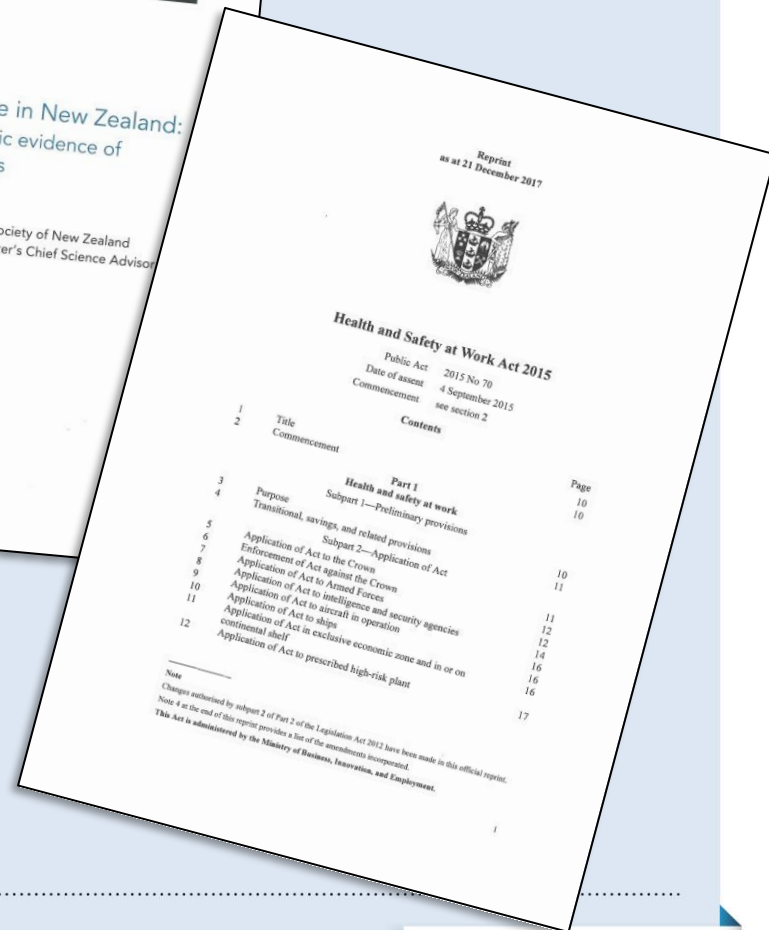 e in New Zealand:
ic evidence of
s
ociety of New Zealand
er's Chief Science Advisor
Reprint
as at 21 December 2017
Health and Safety at Work Act 2015
Public Act 2015 No 70
Date of assent 4 September 2015
Commencement see section 2
Contents
Page
1 Title 10
2 Commencement 10
Part 1
Health and safety at work
Subpart 1—Preliminary provisions
3 Purpose 10
4 Transitional, savings, and related provisions 11
Subpart 2—Application of Act
5 Application of Act to the Crown 11
6 Enforcement of Act against the Crown 12
7 Application of Act to Armed Forces 12
8 Application of Act to intelligence and security agencies 14
9 Application of Act to aircraft in operation 16
10 Application of Act to ships 16
11 Application of Act in exclusive economic zone and in or on 16
continental shelf
12 Application of Act to prescribed high-risk plant 17
Note
Changes authorised by subpart 2 of Part 2 of the Legislation Act 2012 have been made in this official reprint.
Note 4 at the end of this reprint provides a list of the amendments incorporated.
This Act is administered by the Ministry of Business, Innovation, and Employment.
1